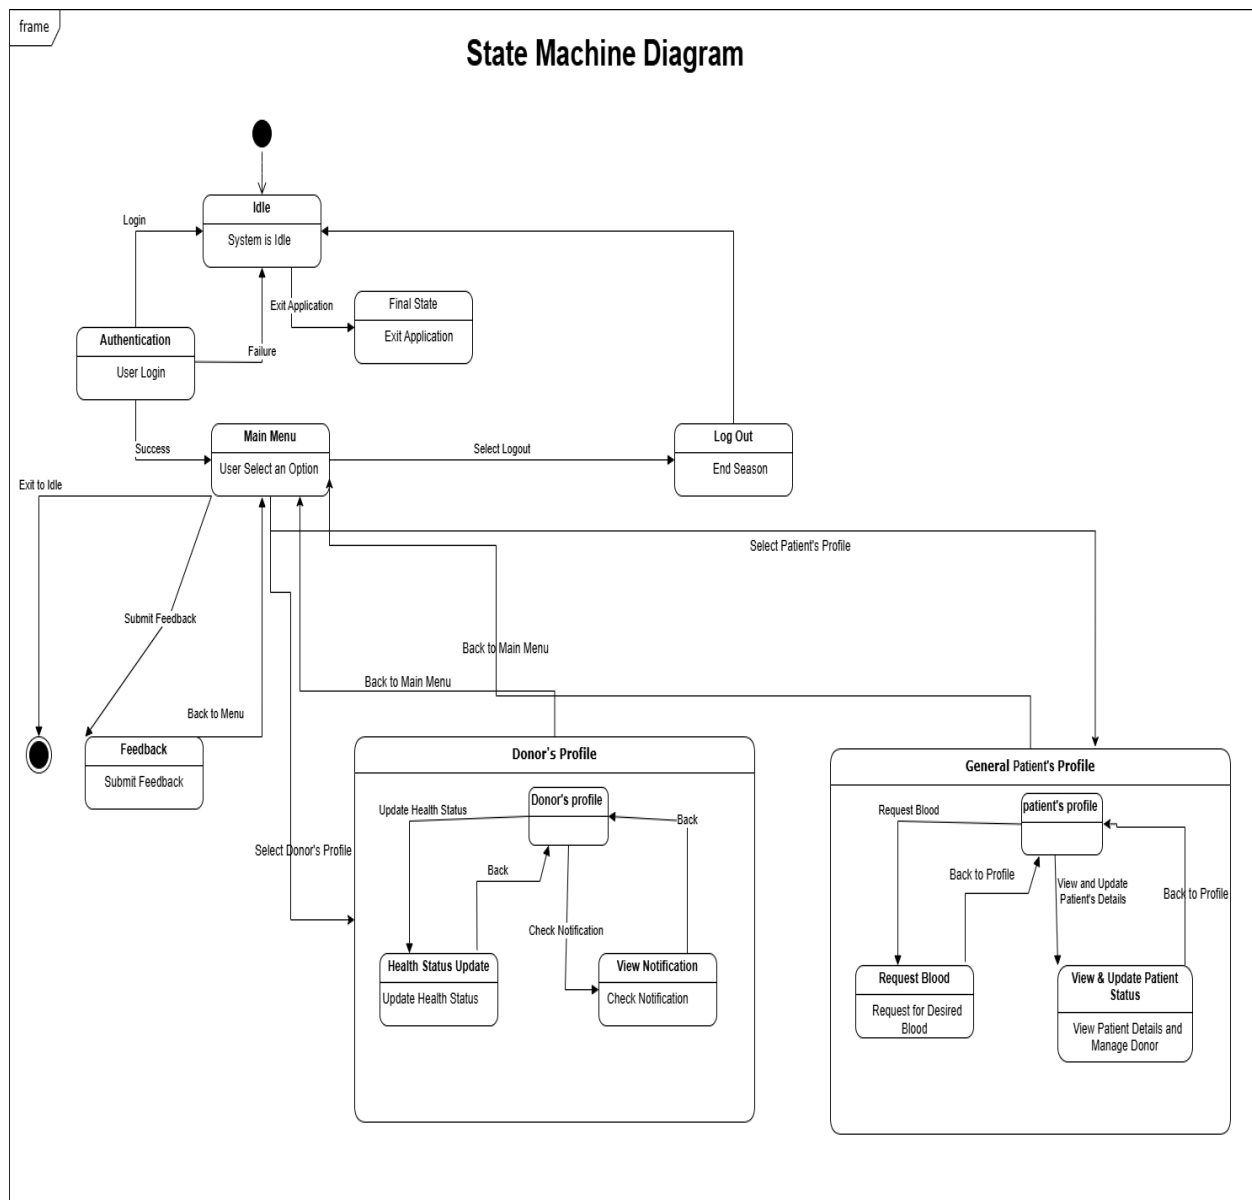 frame
State Machine Diagram
Idle
System is Idle
Login
Exit Application
Final State
Exit Application
Authentication
User Login
Failure
Success
Main Menu
User Select an Option
Select Logout
Log Out
End Season
Exit to Idle
Submit Feedback
Select Patient's Profile
Back to Main Menu
Back to Main Menu
Back to Menu
Feedback
Submit Feedback
Select Donor's Profile
Donor's Profile
Donor's profile
Update Health Status
Back
Back
Check Notification
Health Status Update
Update Health Status
View Notification
Check Notification
General Patient's Profile
patient's profile
Request Blood
Back to Profile
View and Update
Patient's Details
Back to Profile
Request Blood
Request for Desired
Blood
View & Update Patient
Status
View Patient Details and
Manage Donor